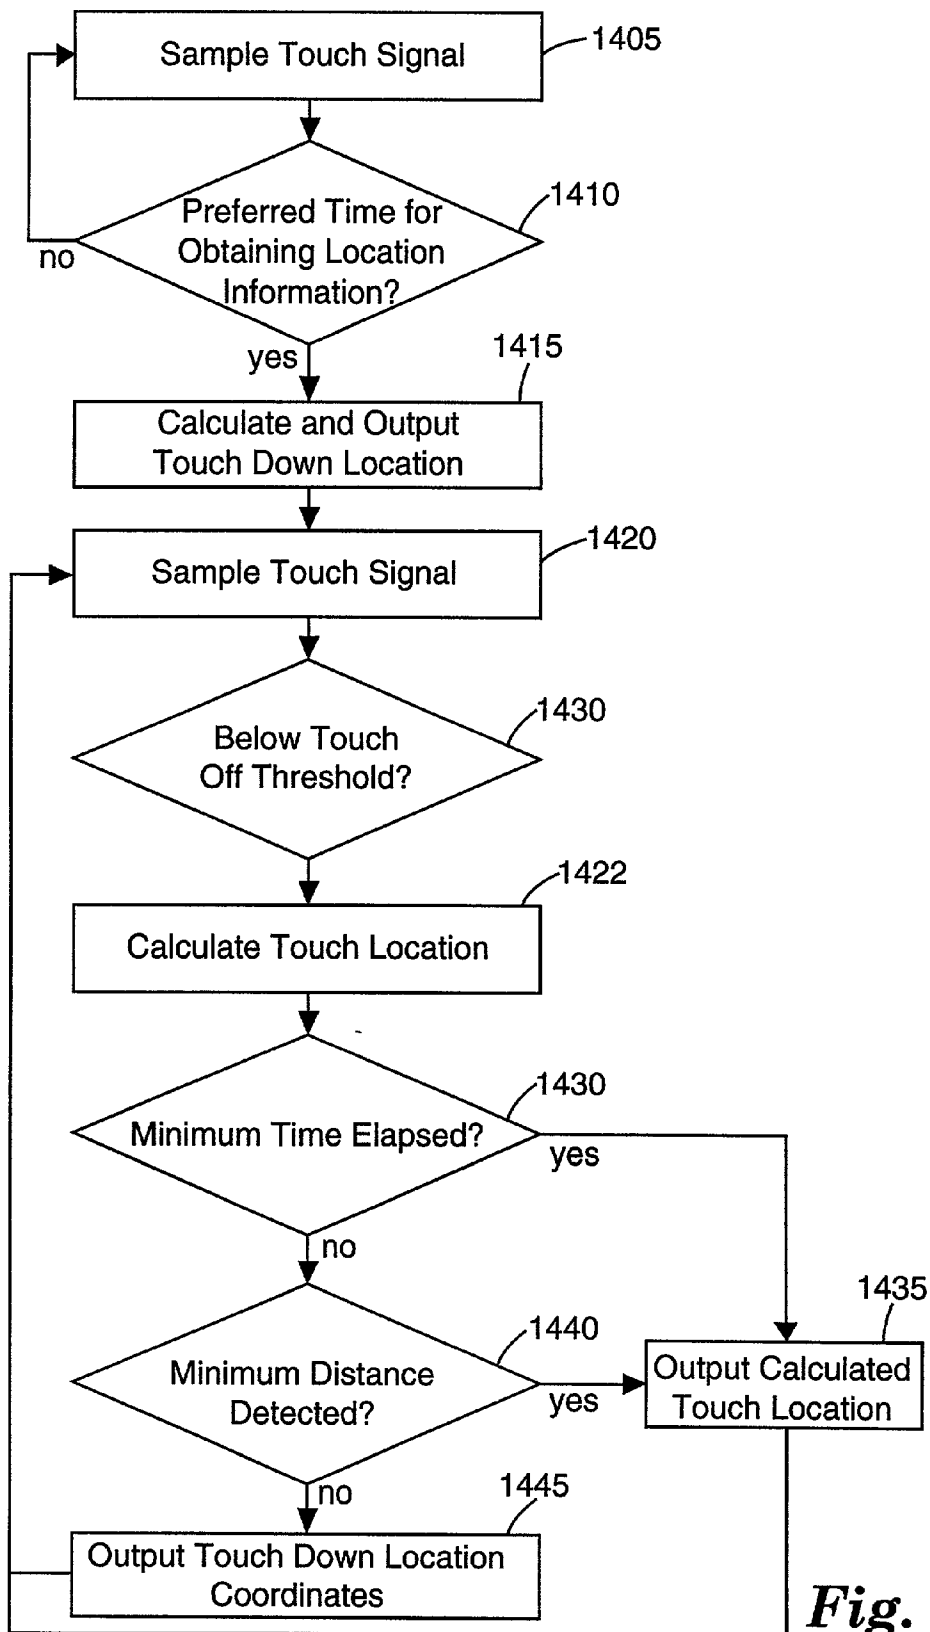 Sample Touch Signal
1405
Preferred Time for
Obtaining Location
Information?
1410
no
yes
1415
Calculate and Output
Touch Down Location
Sample Touch Signal
1420
Below Touch
Off Threshold?
1430
1422
Calculate Touch Location
Minimum Time Elapsed?
1430
yes
no
1435
Output Calculated
Touch Location
Minimum Distance
Detected?
1440
yes
no
1445
Output Touch Down Location
Coordinates
Fig.